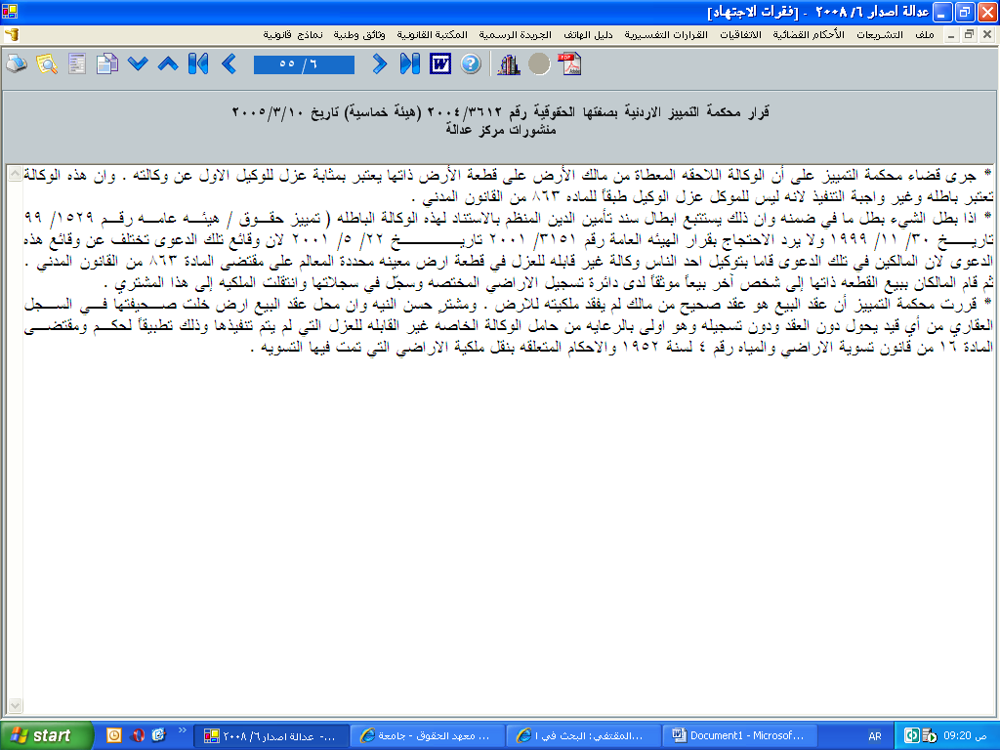 عدالة اصدار ٦/ ٢٠٠٨ - [فقرات الاجتهاد]
ملف التشريعات الأحكام القضائية الاتفاقيات القرارات التفسيرية دليل الهاتف الجريدة الرسمية المكتبة القانونية وثائق وطنية نماذج قانونية
٦/ ٥٥
قرار محكمة التمييز الاردنية بصفتها الحقوقية رقم ٢٠٠٤/٣٦١٢ (هيئة خماسية) تاريخ ٢٠٠٥/٣/١٠
منشورات مركز عدالة
* جرى قضاء محكمة التمييز على أن الوكالة اللاحقه المعطاة من مالك الأرض على قطعة الأرض ذاتها يعتبر بمثابة عزل للوكيل الاول عن وكالته . وان هذه الوكالة
تعتبر باطله وغير واجبة التنفيذ لانه ليس للموكل عزل الوكيل طبقاً للماده ٨٦٣ من القانون المدني .
* اذا بطل الشيء بطل ما في ضمنه وان ذلك يستتبع ابطال سند تأمين الدين المنظم بالاستناد لهذه الوكالة الباطله ( تمييز حقوق / هيئه عامه رقم ١٥٢٩/ ٩٩
تاريخ ٣٠/ ١١/ ١٩٩٩ ولا يرد الاحتجاج بقرار الهيئه العامة رقم ٣١٥١/ ٢٠٠١ تاريخ ٢٢/ ٥/ ٢٠٠١ لان وقائع تلك الدعوى تختلف عن وقائع هذه
الدعوى لان المالكين في تلك الدعوى قاما بتوكيل احد الناس وكالة غير قابله للعزل في قطعة ارض معينه محددة المعالم على مقتضى المادة ٨٦٣ من القانون المدني .
ثم قام المالكان ببيع القطعه ذاتها إلى شخص آخر بيعاً موثقاً لدى دائرة تسجيل الاراضي المختصه وسجّل في سجلاتها وانتقلت الملكيه إلى هذا المشتري .
* قررت محكمة التمييز أن عقد البيع هو عقد صحيح من مالك لم يفقد ملكيته للارض . ومشترٍ حسن النيه وان محل عقد البيع ارض خلت صحيفتها في السجل
العقاري من أي قيد يحول دون العقد ودون تسجيله وهو اولى بالرعايه من حامل الوكالة الخاصه غير القابله للعزل التي لم يتم تنفيذها وذلك تطبيقاً لحكم ومقتضى
المادة ١٦ من قانون تسوية الاراضي والمياه رقم ٤ لسنة ١٩٥٢ والاحكام المتعلقه بنقل ملكية الاراضي التي تمت فيها التسويه .
start
عدالة اصدار ٦/ ٢٠٠٨ -...
معهد الحقوق - جامعة ...
المقتفي: البحث في ا...
Document1 - Microsof...
AR
09:20 ص